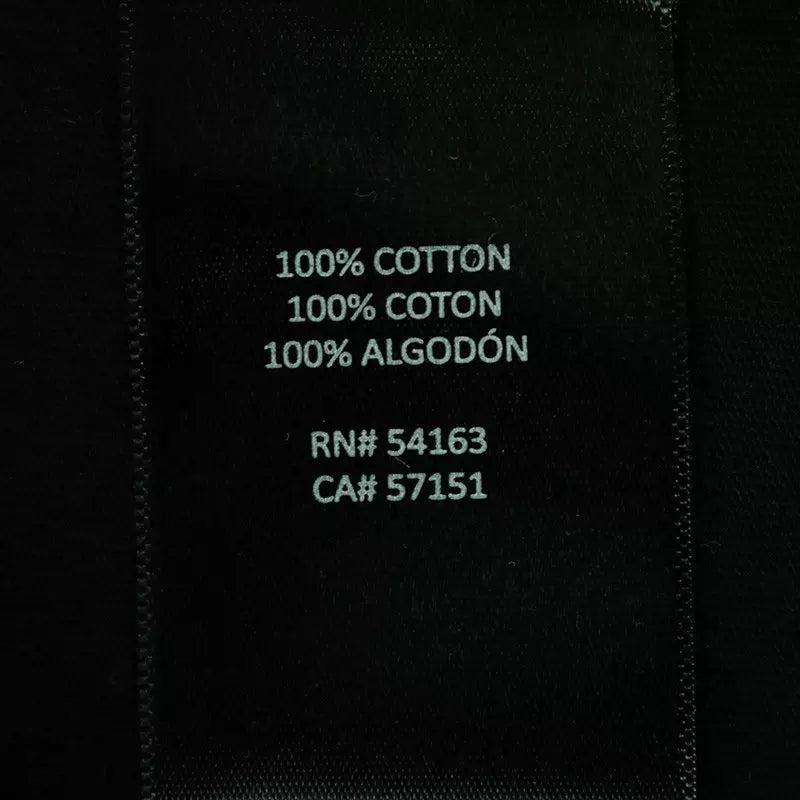 100% COTTON
100% COTON
100% ALGODÓN
RN# 54163
CA# 57151